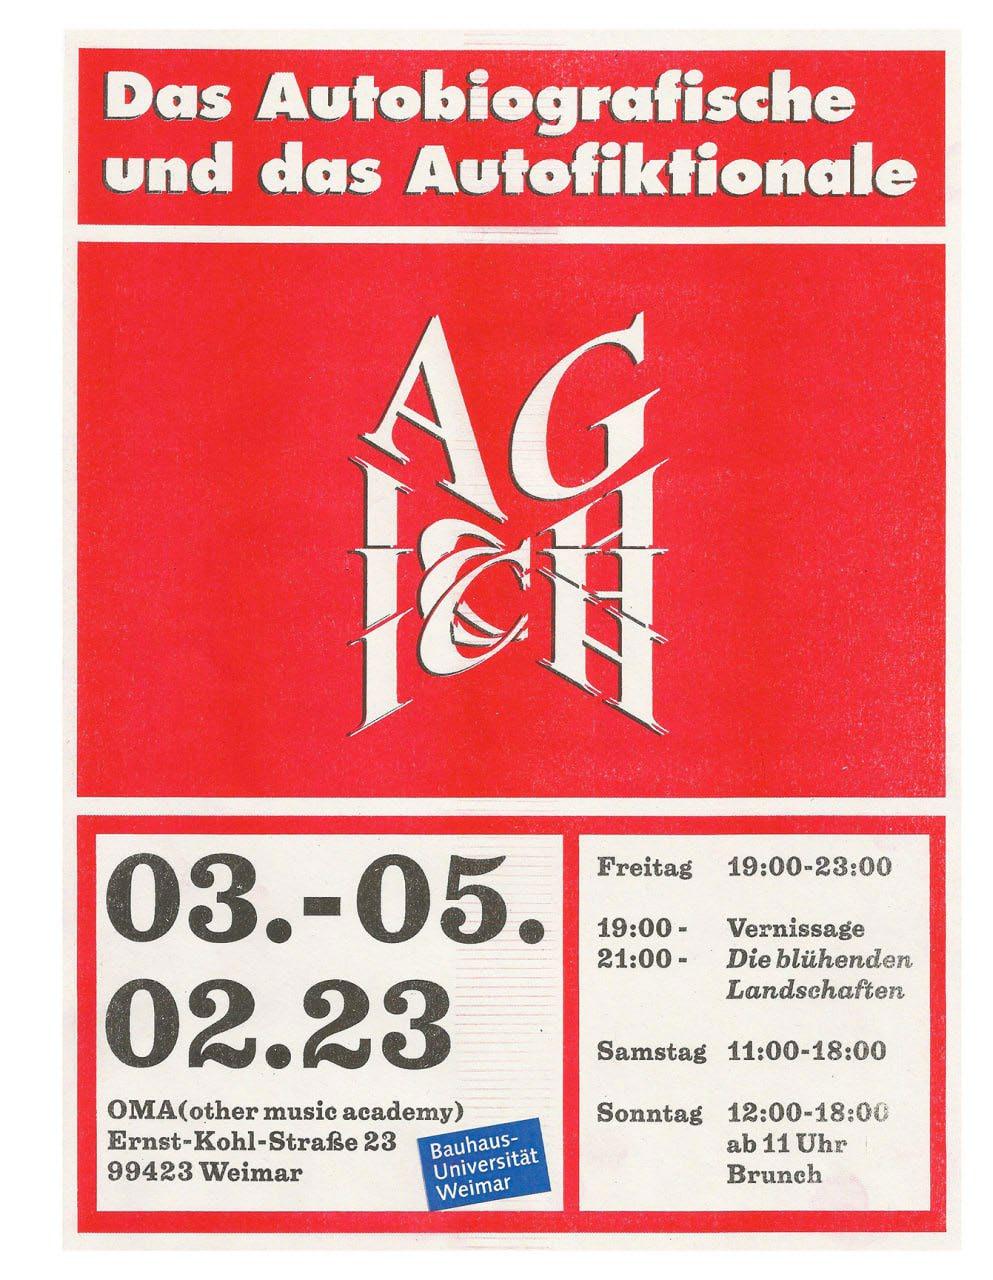 Das Autobiografische
und das Autofiktionale
AG
ICH
ICH
03.-05.
02.23
OMA(other music academy)
Ernst-Kohl-Straße 23
99423 Weimar
Bauhaus-
Universität
Weimar
Freitag 19:00-23:00
19:00 - Vernissage
21:00 - Die blühenden
Landschaften
Samstag 11:00-18:00
Sonntag 12:00-18:00
ab 11 Uhr
Brunch